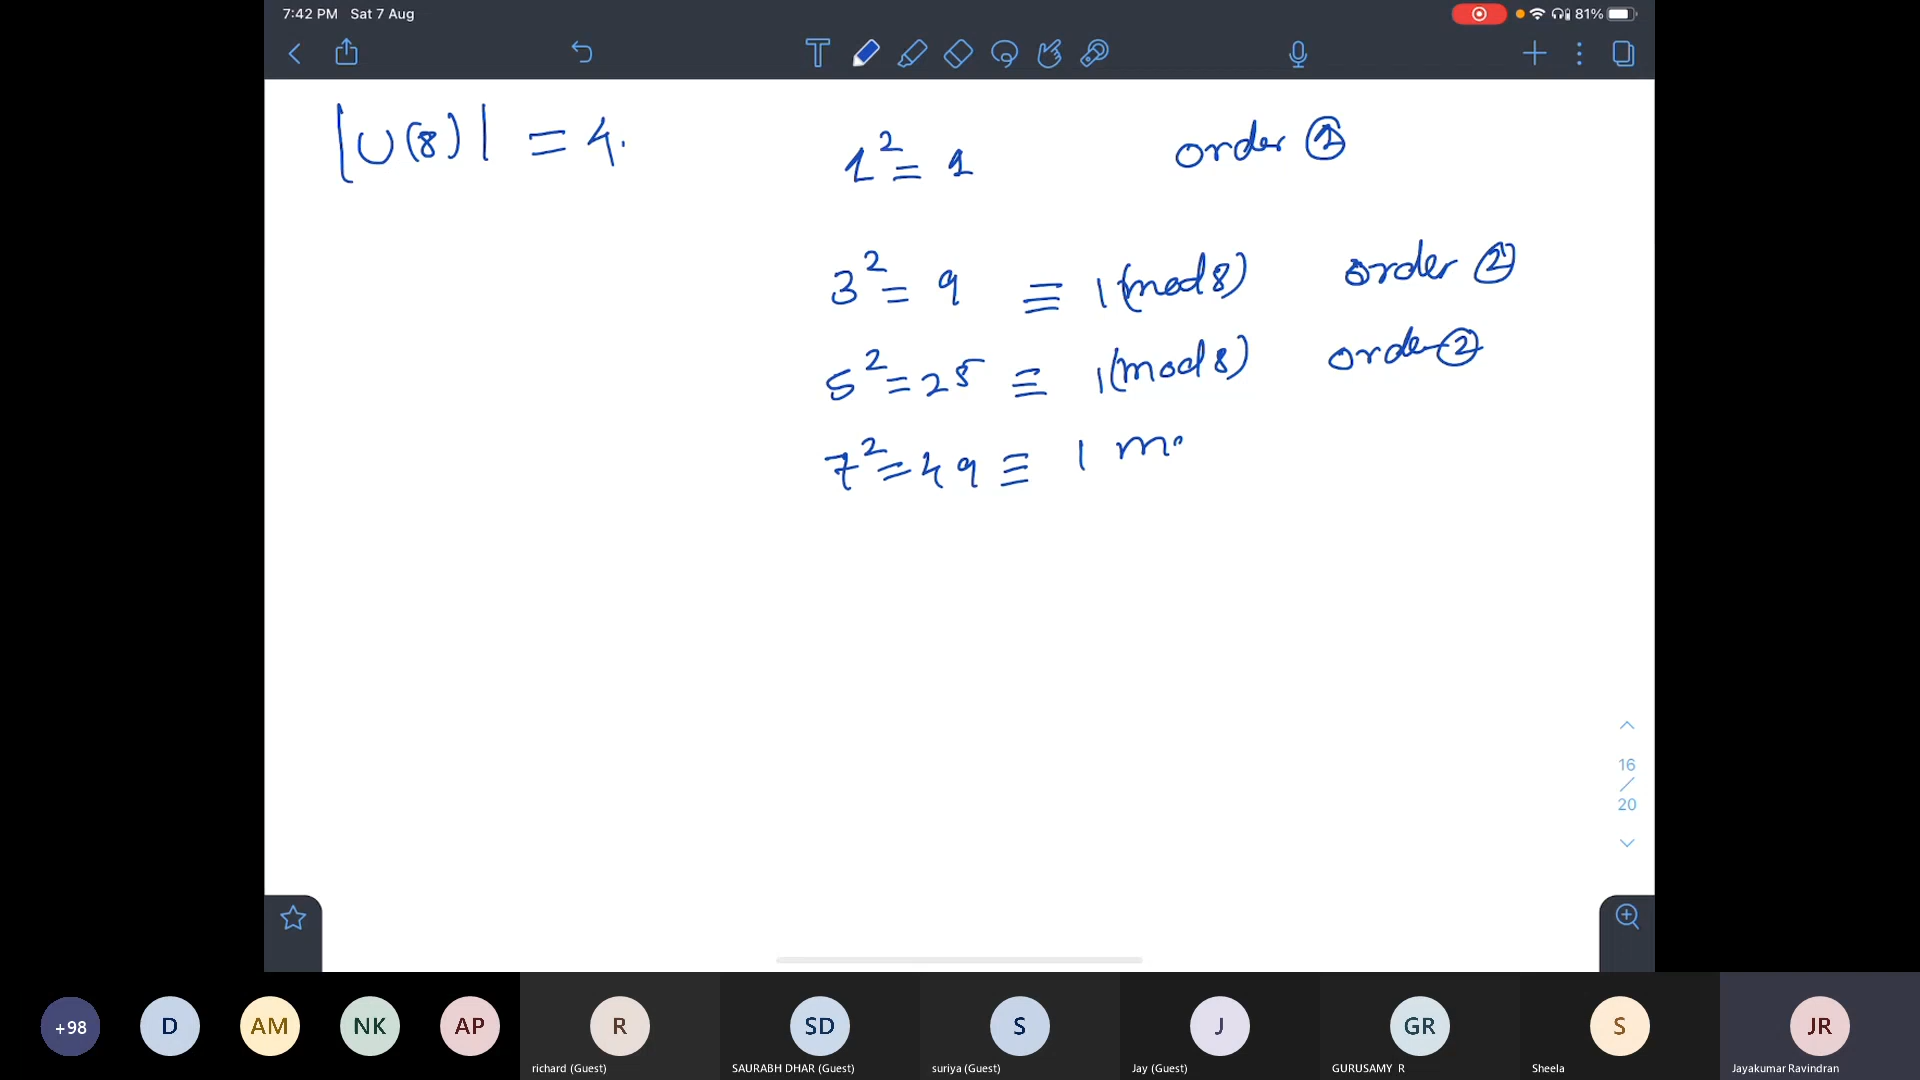 7:42 PM Sat 7 Aug
81%
T
|U(8)| = 4.
1² = 1 order ①
3² = 9 ≡ 1 (mod 8) order ②
5² = 25 ≡ 1 (mod 8) order ②
7² = 49 ≡ 1 mo
16
/
20
+98
D
AM
NK
AP
R
SD
S
J
GR
S
JR
richard (Guest)
SAURABH DHAR (Guest)
suriya (Guest)
Jay (Guest)
GURUSAMY R
Sheela
Jayakumar Ravindran